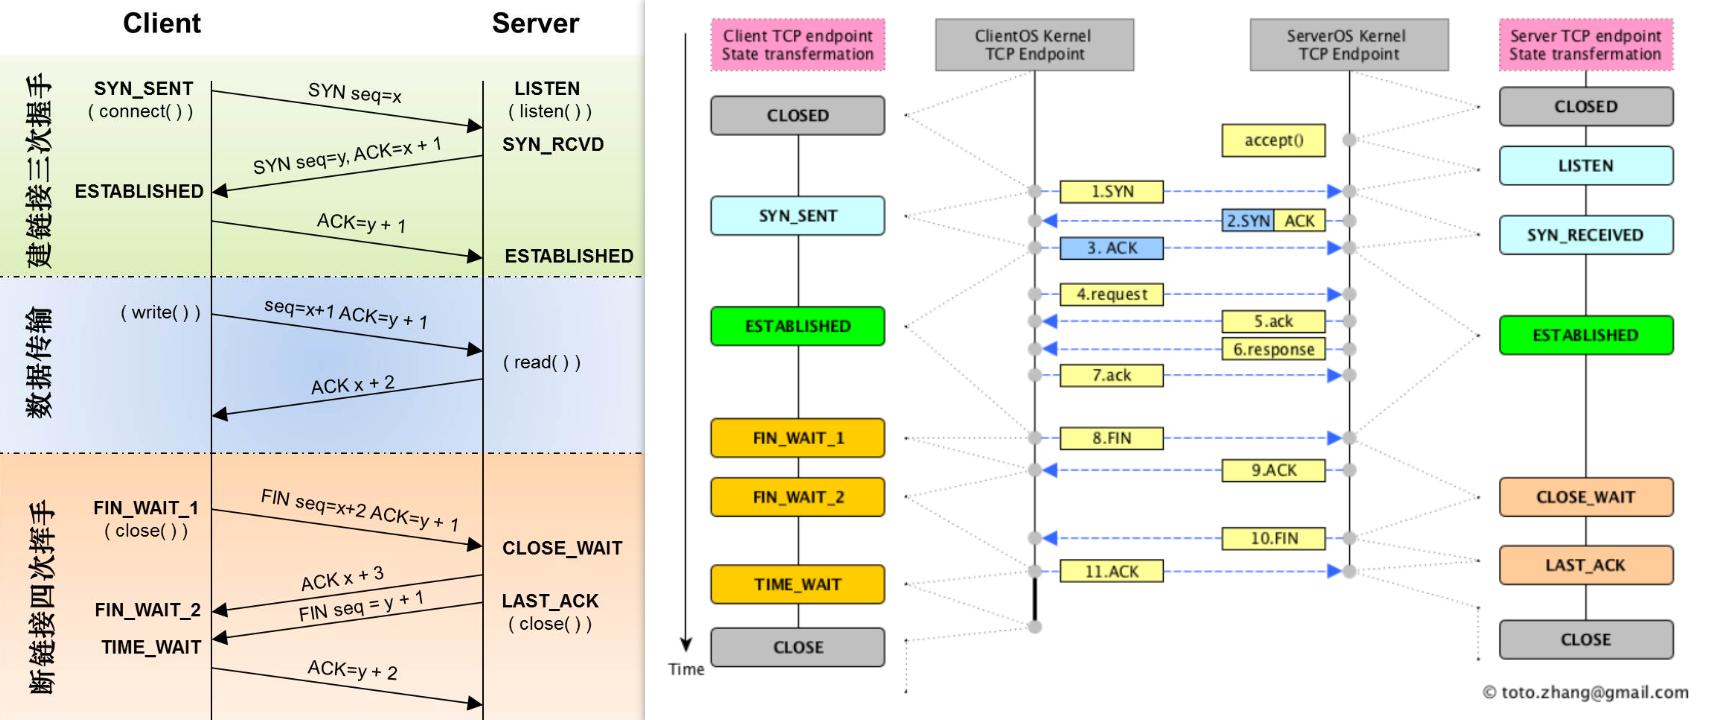 Client
Server
建链接三次握手
SYN_SENT
( connect( ) )
SYN seq=x
LISTEN
( listen( ) )
SYN_RCVD
SYN seq=y, ACK=x + 1
ESTABLISHED
ACK=y + 1
ESTABLISHED
数据传输
( write( ) )
seq=x+1 ACK=y + 1
( read( ) )
ACK x + 2
断链接四次挥手
FIN_WAIT_1
( close( ) )
FIN seq=x+2 ACK=y + 1
CLOSE_WAIT
ACK x + 3
FIN_WAIT_2
FIN seq = y + 1
LAST_ACK
( close( ) )
TIME_WAIT
ACK=y + 2
Client TCP endpoint
State transfermation
ClientOS Kernel
TCP Endpoint
ServerOS Kernel
TCP Endpoint
Server TCP endpoint
State transfermation
CLOSED
CLOSED
accept()
LISTEN
1.SYN
SYN_SENT
2.SYN ACK
SYN_RECEIVED
3. ACK
4.request
ESTABLISHED
5.ack
ESTABLISHED
6.response
7.ack
FIN_WAIT_1
8.FIN
9.ACK
FIN_WAIT_2
CLOSE_WAIT
10.FIN
LAST_ACK
11.ACK
TIME_WAIT
CLOSE
CLOSE
Time
© toto.zhang@gmail.com